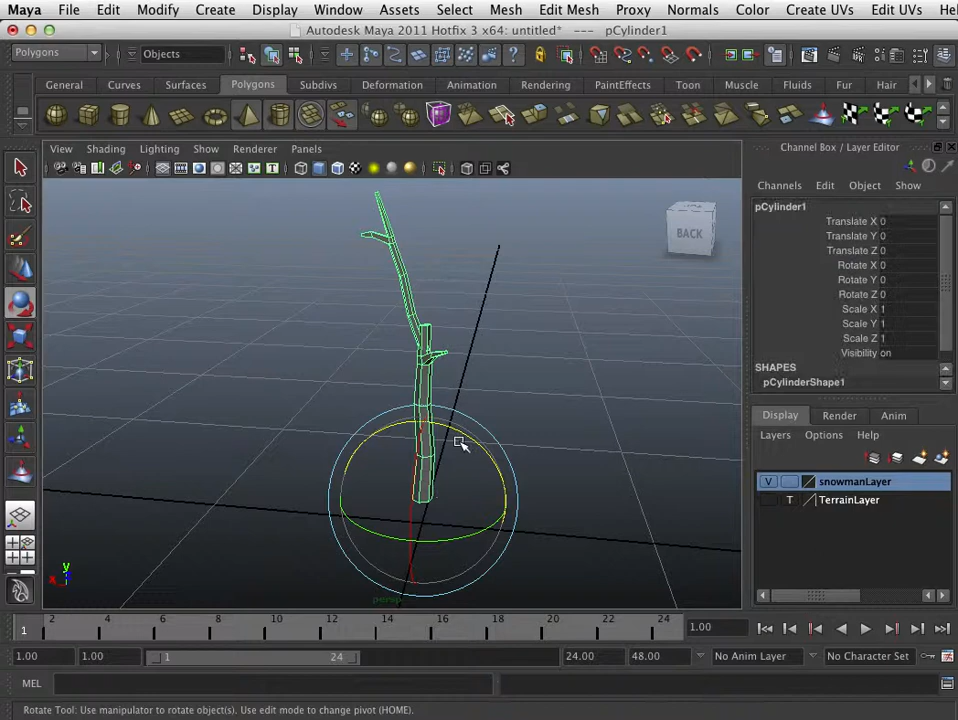 Maya File Edit Modify Create Display Window Assets Select Mesh Edit Mesh Proxy Normals Color Create UVs Edit UVs
Autodesk Maya 2011 Hotfix 3 x64: untitled* --- pCylinder1
Polygons Objects
General Curves Surfaces Polygons Subdivs Deformation Animation Rendering PaintEffects Toon Muscle Fluids Fur Hair
View Shading Lighting Show Renderer Panels
Channel Box / Layer Editor
Channels Edit Object Show
pCylinder1
Translate X 0
Translate Y 0
Translate Z 0
Rotate X 0
Rotate Y 0
Rotate Z 0
Scale X 1
Scale Y 1
Scale Z 1
Visibility on
SHAPES
pCylinderShape1
BACK
Display Render Anim
Layers Options Help
V snowmanLayer
T TerrainLayer
y
x
persp
2 4 6 8 10 12 14 16 18 20 22 24
1 1.00
1.00 1.00 1 24 24.00 48.00 No Anim Layer No Character Set
MEL
Rotate Tool: Use manipulator to rotate object(s). Use edit mode to change pivot (HOME).